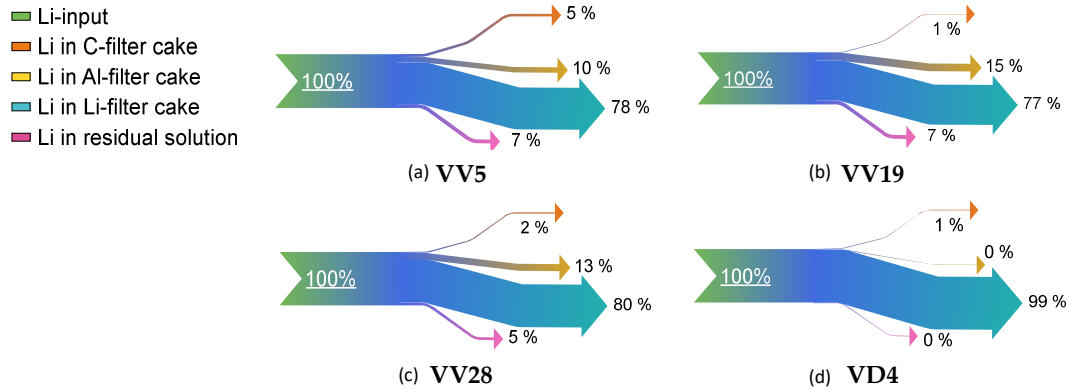 Li-input
Li in C-filter cake
Li in Al-filter cake
Li in Li-filter cake
Li in residual solution
100%
5 %
10 %
78 %
7 %
(a) VV5
100%
1 %
15 %
77 %
7 %
(b) VV19
100%
2 %
13 %
80 %
5 %
(c) VV28
100%
1 %
0 %
99 %
0 %
(d) VD4